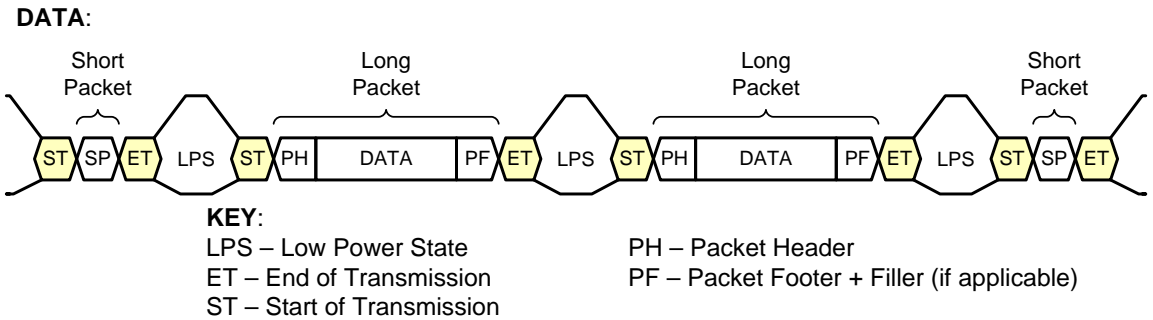 DATA:
Short Packet Long Packet Long Packet Short Packet
ST SP ET LPS ST PH DATA PF ET LPS ST PH DATA PF ET LPS ST SP ET
KEY:
LPS – Low Power State
ET – End of Transmission
ST – Start of Transmission
PH – Packet Header
PF – Packet Footer + Filler (if applicable)